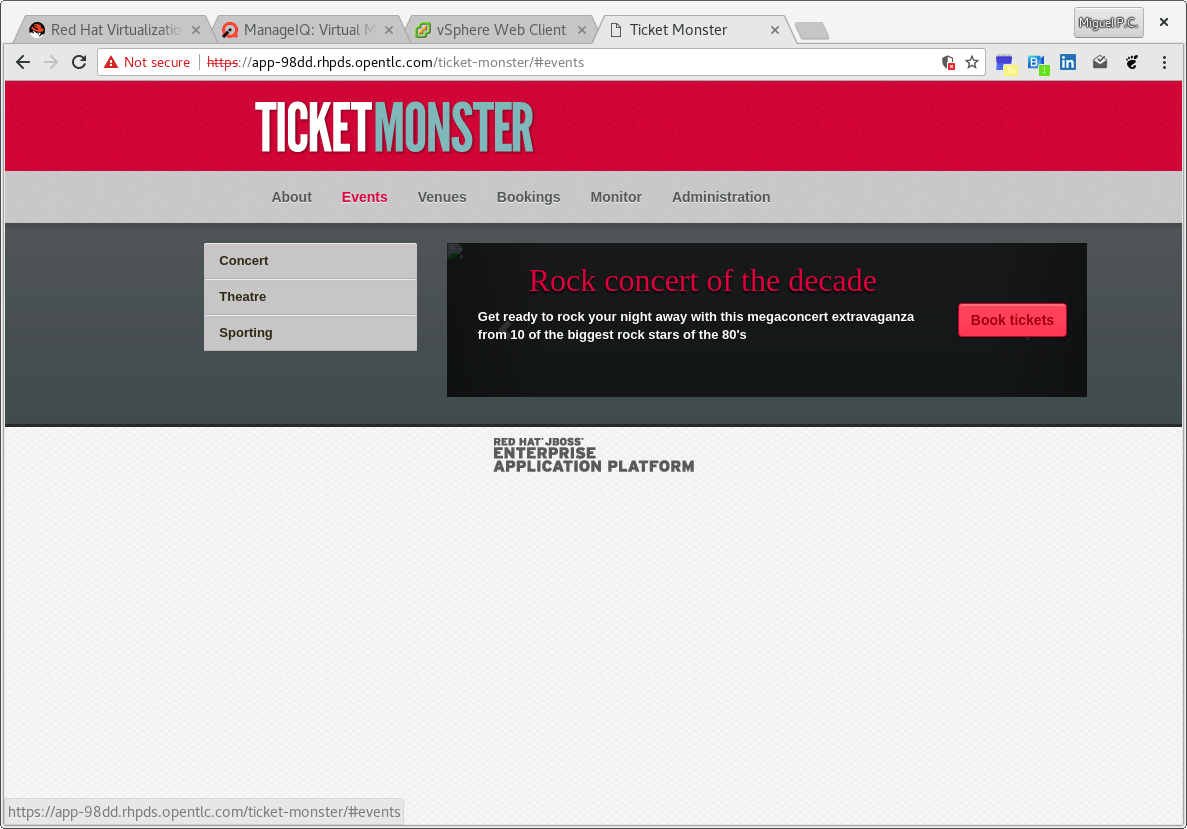 Red Hat Virtualizatio
ManageIQ: Virtual M
vSphere Web Client
Ticket Monster
Miguel P.C.
Not secure
https://app-98dd.rhpds.opentlc.com/ticket-monster/#events
1
TICKETMONSTER
About
Events
Venues
Bookings
Monitor
Administration
Concert
Theatre
Sporting
Rock concert of the decade
Get ready to rock your night away with this megaconcert extravaganza
from 10 of the biggest rock stars of the 80's
Book tickets
RED HAT® JBOSS®
ENTERPRISE
APPLICATION PLATFORM
https://app-98dd.rhpds.opentlc.com/ticket-monster/#events